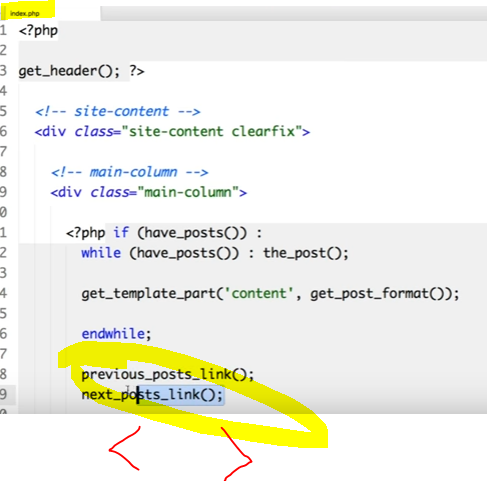 index.php
1 <?php
2
3 get_header(); ?>
4
5 <!-- site-content -->
6 <div class="site-content clearfix">
7
8 <!-- main-column -->
9 <div class="main-column">
0
1 <?php if (have_posts()) :
2 while (have_posts()) : the_post();
3
4 get_template_part('content', get_post_format());
5
6 endwhile;
7
8 previous_posts_link();
9 next_posts_link();